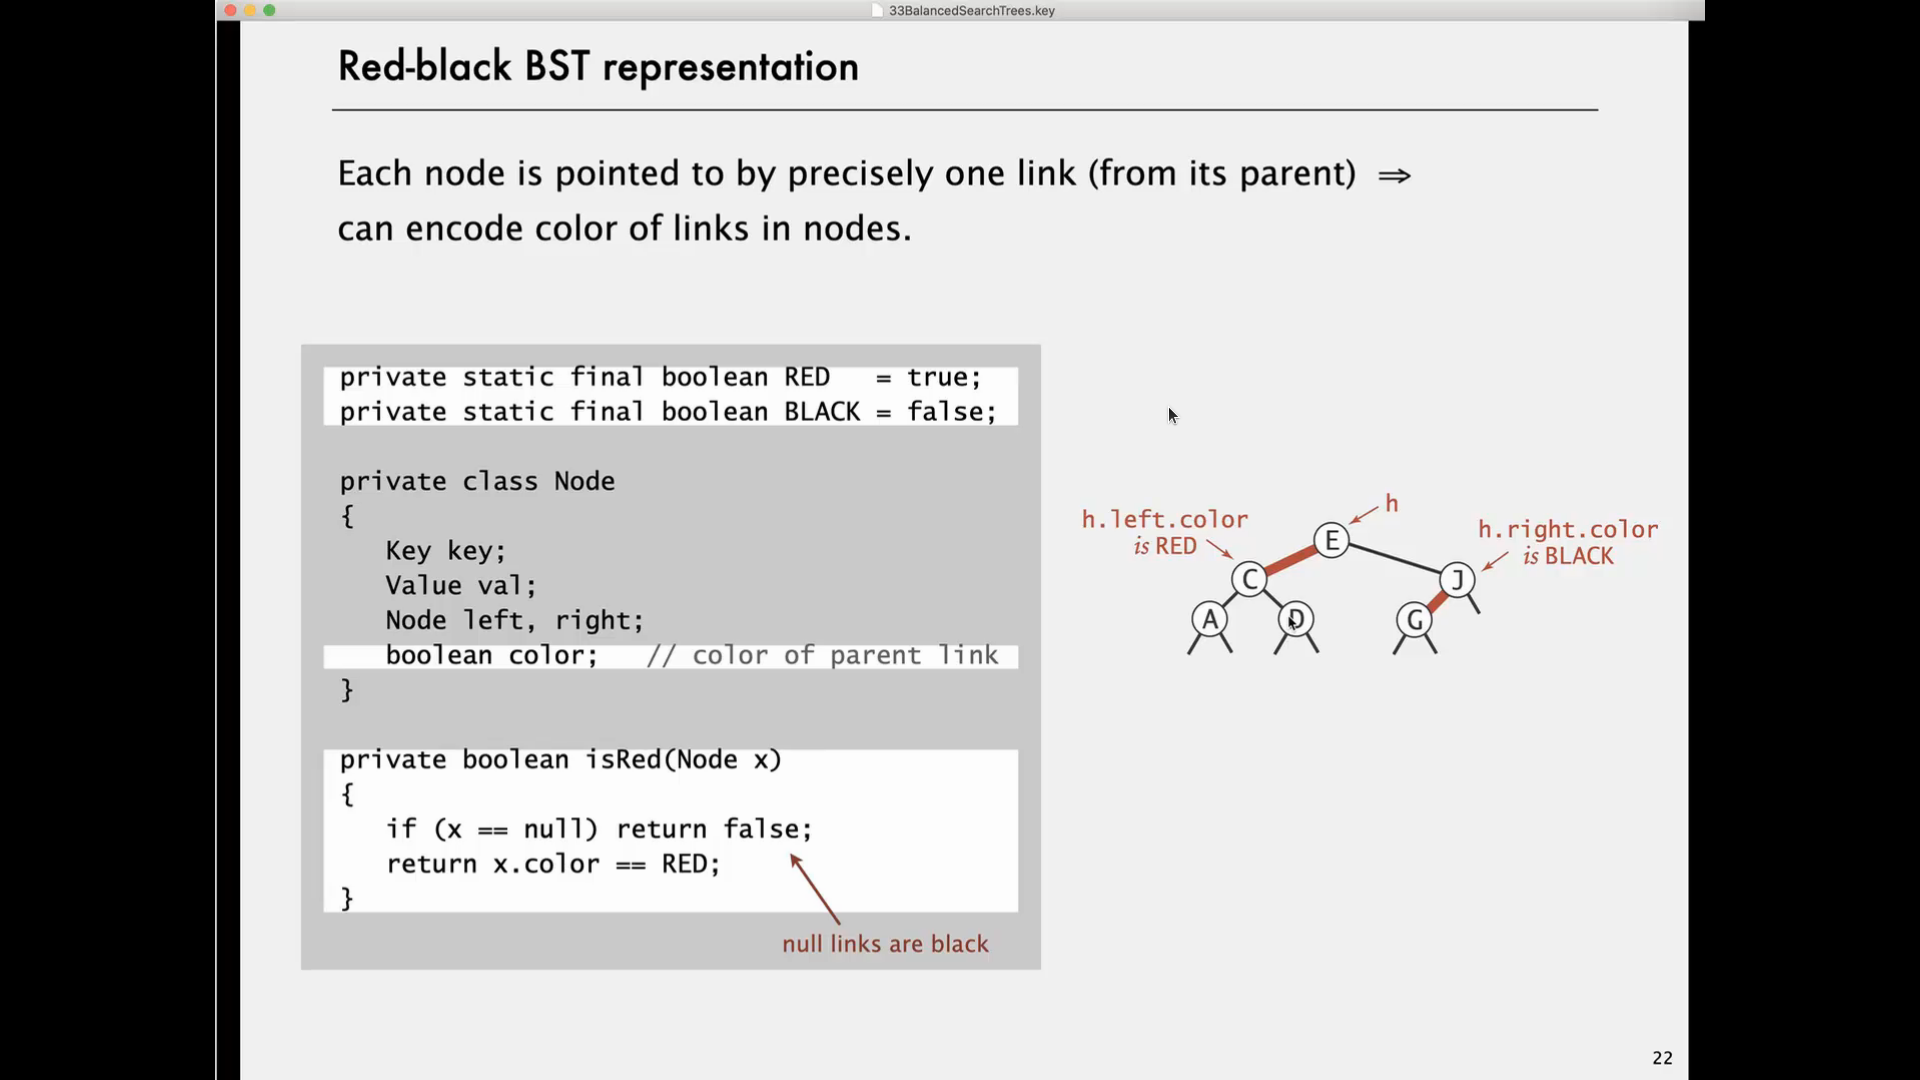 33BalancedSearchTrees.key
Red-black BST representation
Each node is pointed to by precisely one link (from its parent) ⇒
can encode color of links in nodes.
private static final boolean RED   = true;
private static final boolean BLACK = false;
private class Node
{
   Key key;
   Value val;
   Node left, right;
   boolean color;   // color of parent link
}
private boolean isRed(Node x)
{
   if (x == null) return false;
   return x.color == RED;
}
null links are black
h
h.left.color
is RED
h.right.color
is BLACK
E
C
J
A
D
G
22